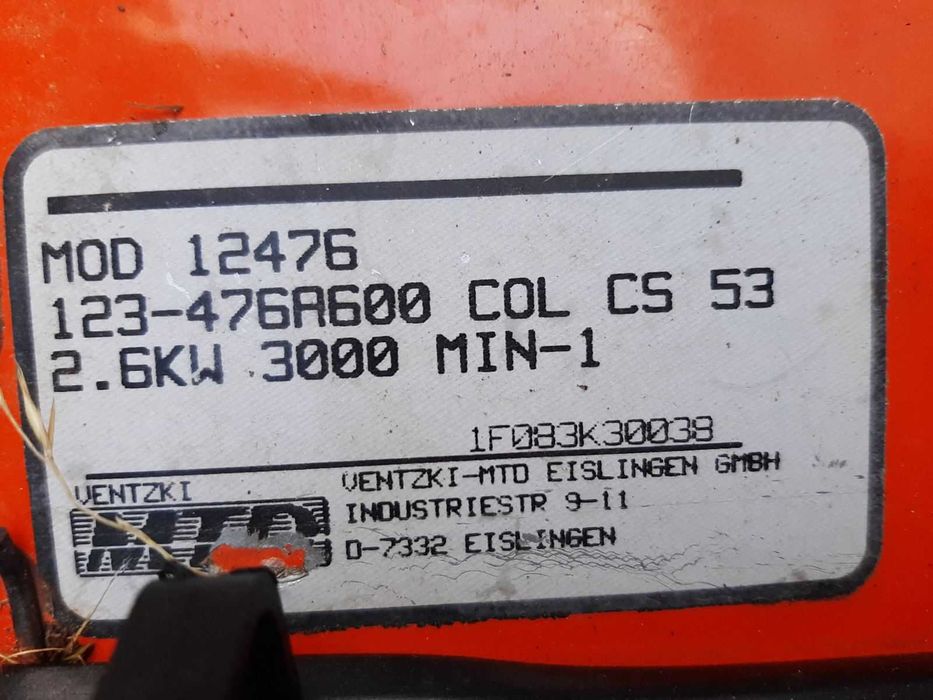 MOD 12476
123-476A600 COL CS 53
2.6KW 3000 MIN-1
1F083K30038
VENTZKI
MTD
VENTZKI-MTD EISLINGEN GMBH
INDUSTRIESTR 9-11
D-7332 EISLINGEN